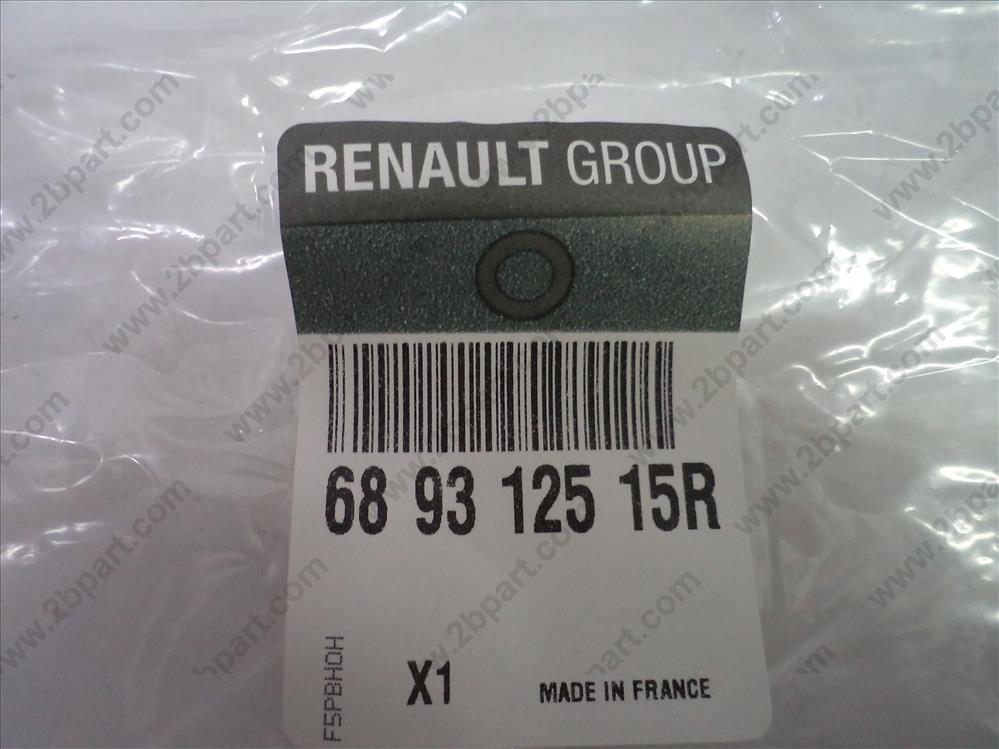 RENAULT GROUP
68 93 125 15R
F5PBHOH
X1
MADE IN FRANCE
www.2bpart.com